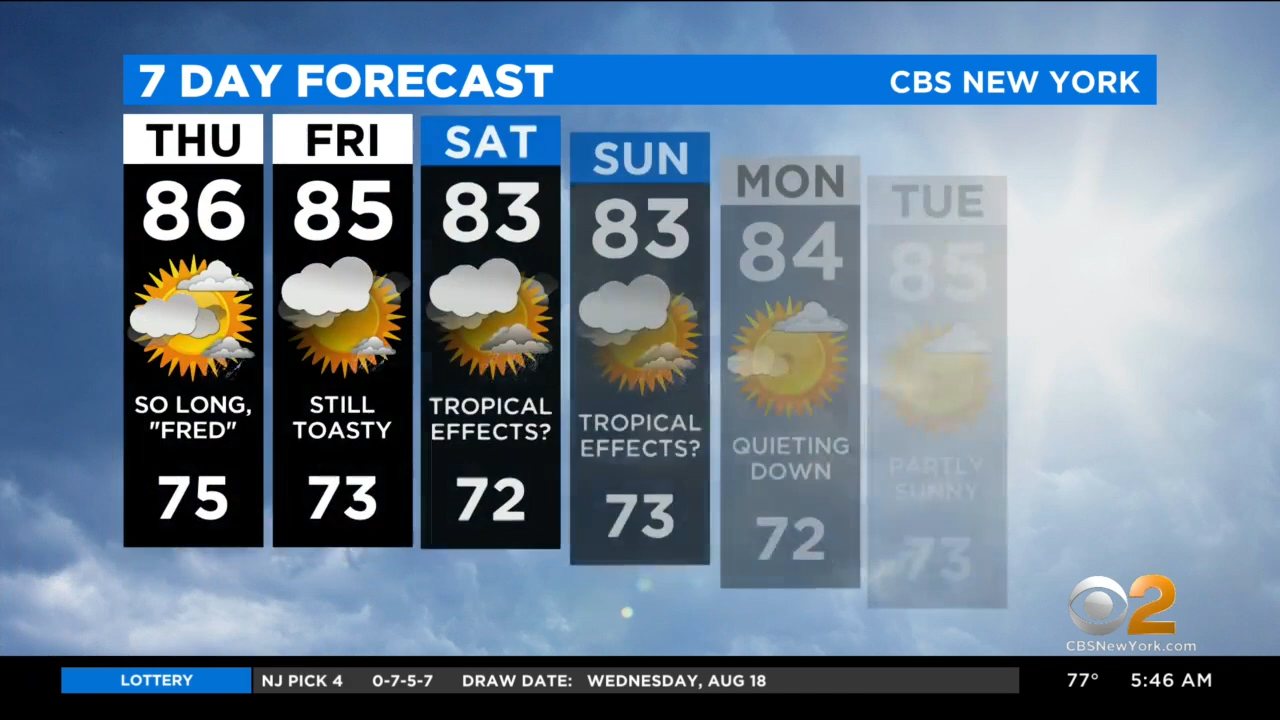 7 DAY FORECAST
CBS NEW YORK
THU
86
SO LONG,
"FRED"
75
FRI
85
STILL
TOASTY
73
SAT
83
TROPICAL
EFFECTS?
72
SUN
83
TROPICAL
EFFECTS?
73
MON
84
QUIETING
DOWN
72
TUE
85
PARTLY
SUNNY
73
2
CBSNewYork.com
LOTTERY
NJ PICK 4 0-7-5-7 DRAW DATE: WEDNESDAY, AUG 18
77° 5:46 AM